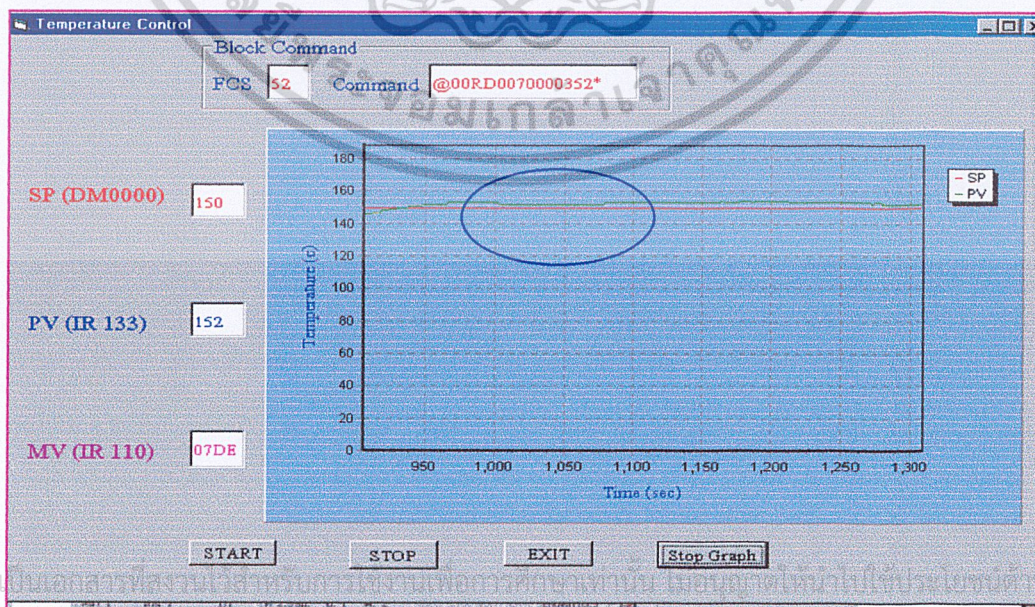 Temperature Control
Block Command
FCS 52 Command @00RD0070000352*
SP (DM0000) 150
PV (IR 133) 152
MV (IR 110) 07DE
Temperature (c)
180
160
140
120
100
80
60
40
20
0
950 1,000 1,050 1,100 1,150 1,200 1,250 1,300
Time (sec)
SP
PV
START STOP EXIT Stop Graph